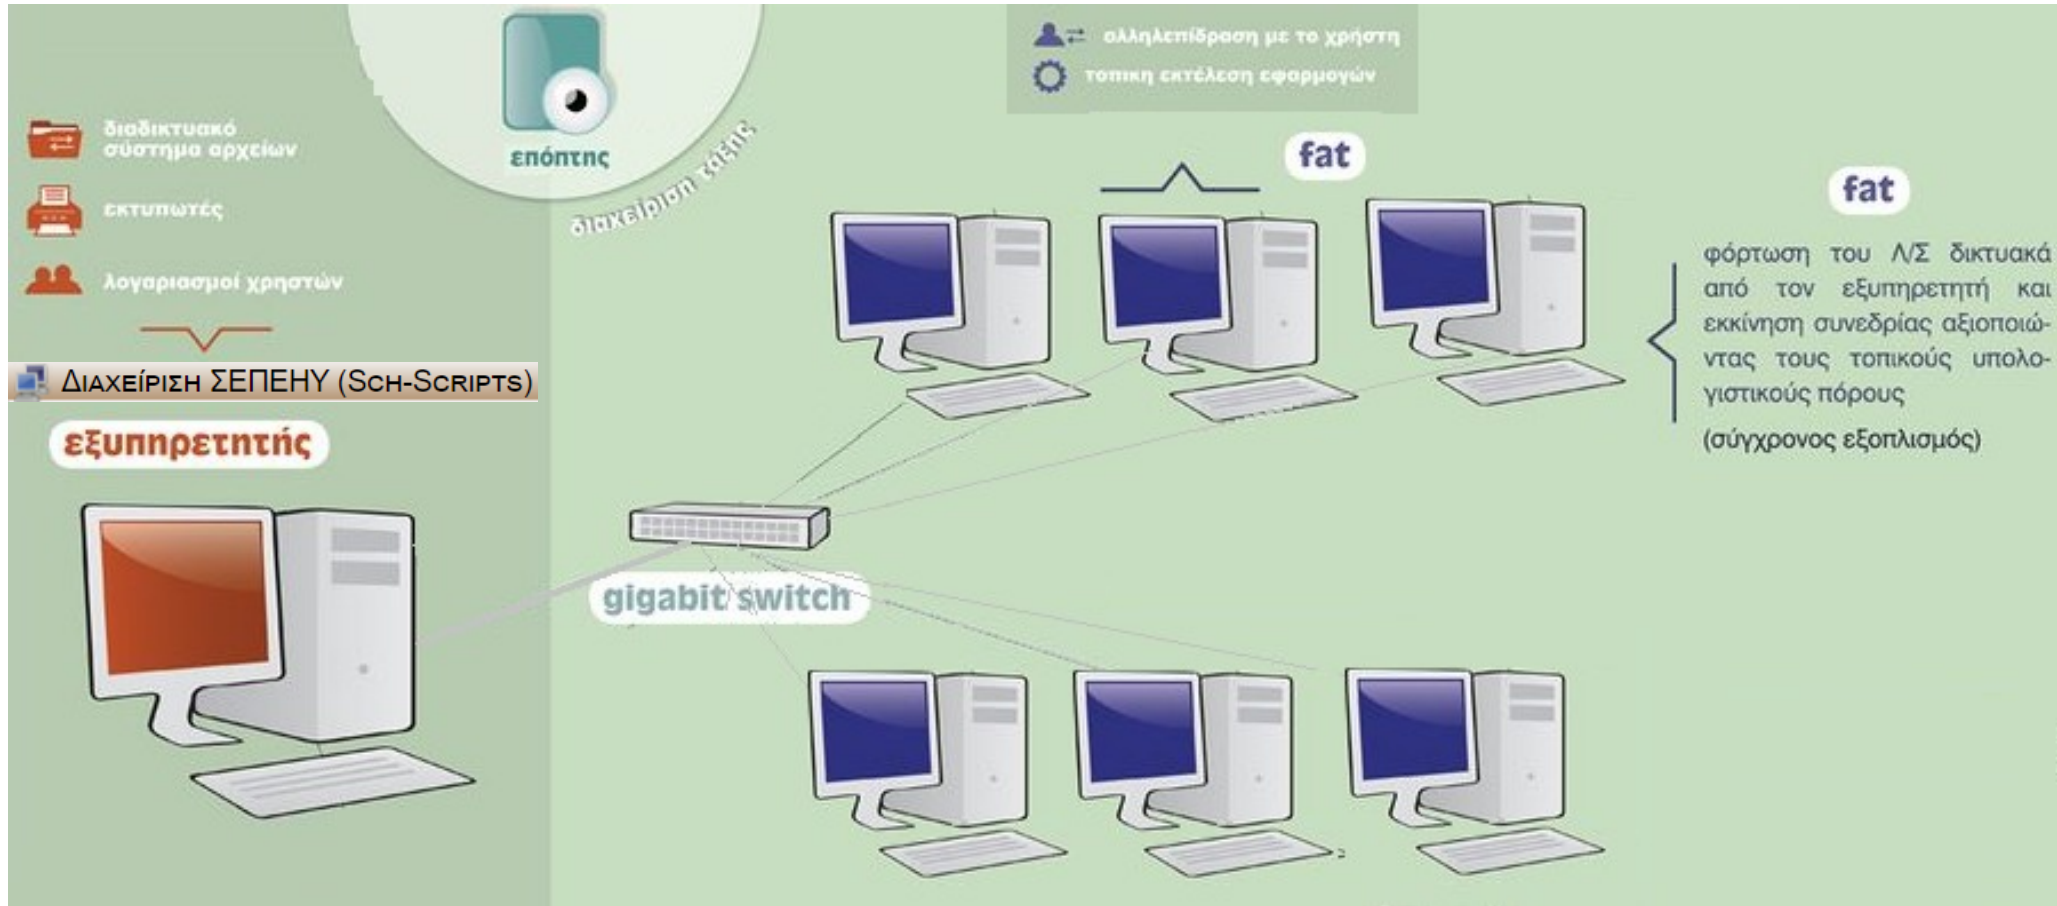 διαδικτυακό
σύστημα αρχείων
εκτυπωτές
λογαριασμοί χρηστών
Διαχείριση ΣΕΠΕΗΥ (Sch-Scripts)
εξυπηρετητής
επόπτης
διαχείριση τάξης
gigabit switch
ολληλεπίδραση με το χρήστη
τοπικη εκτέλεση εφαρμογών
fat
fat
φόρτωση του Λ/Σ δικτυακά
από τον εξυπηρετητή και
εκκίνηση συνεδρίας αξιοποιώ-
ντας τους τοπικούς υπολο-
γιστικούς πόρους
(σύγχρονος εξοπλισμός)